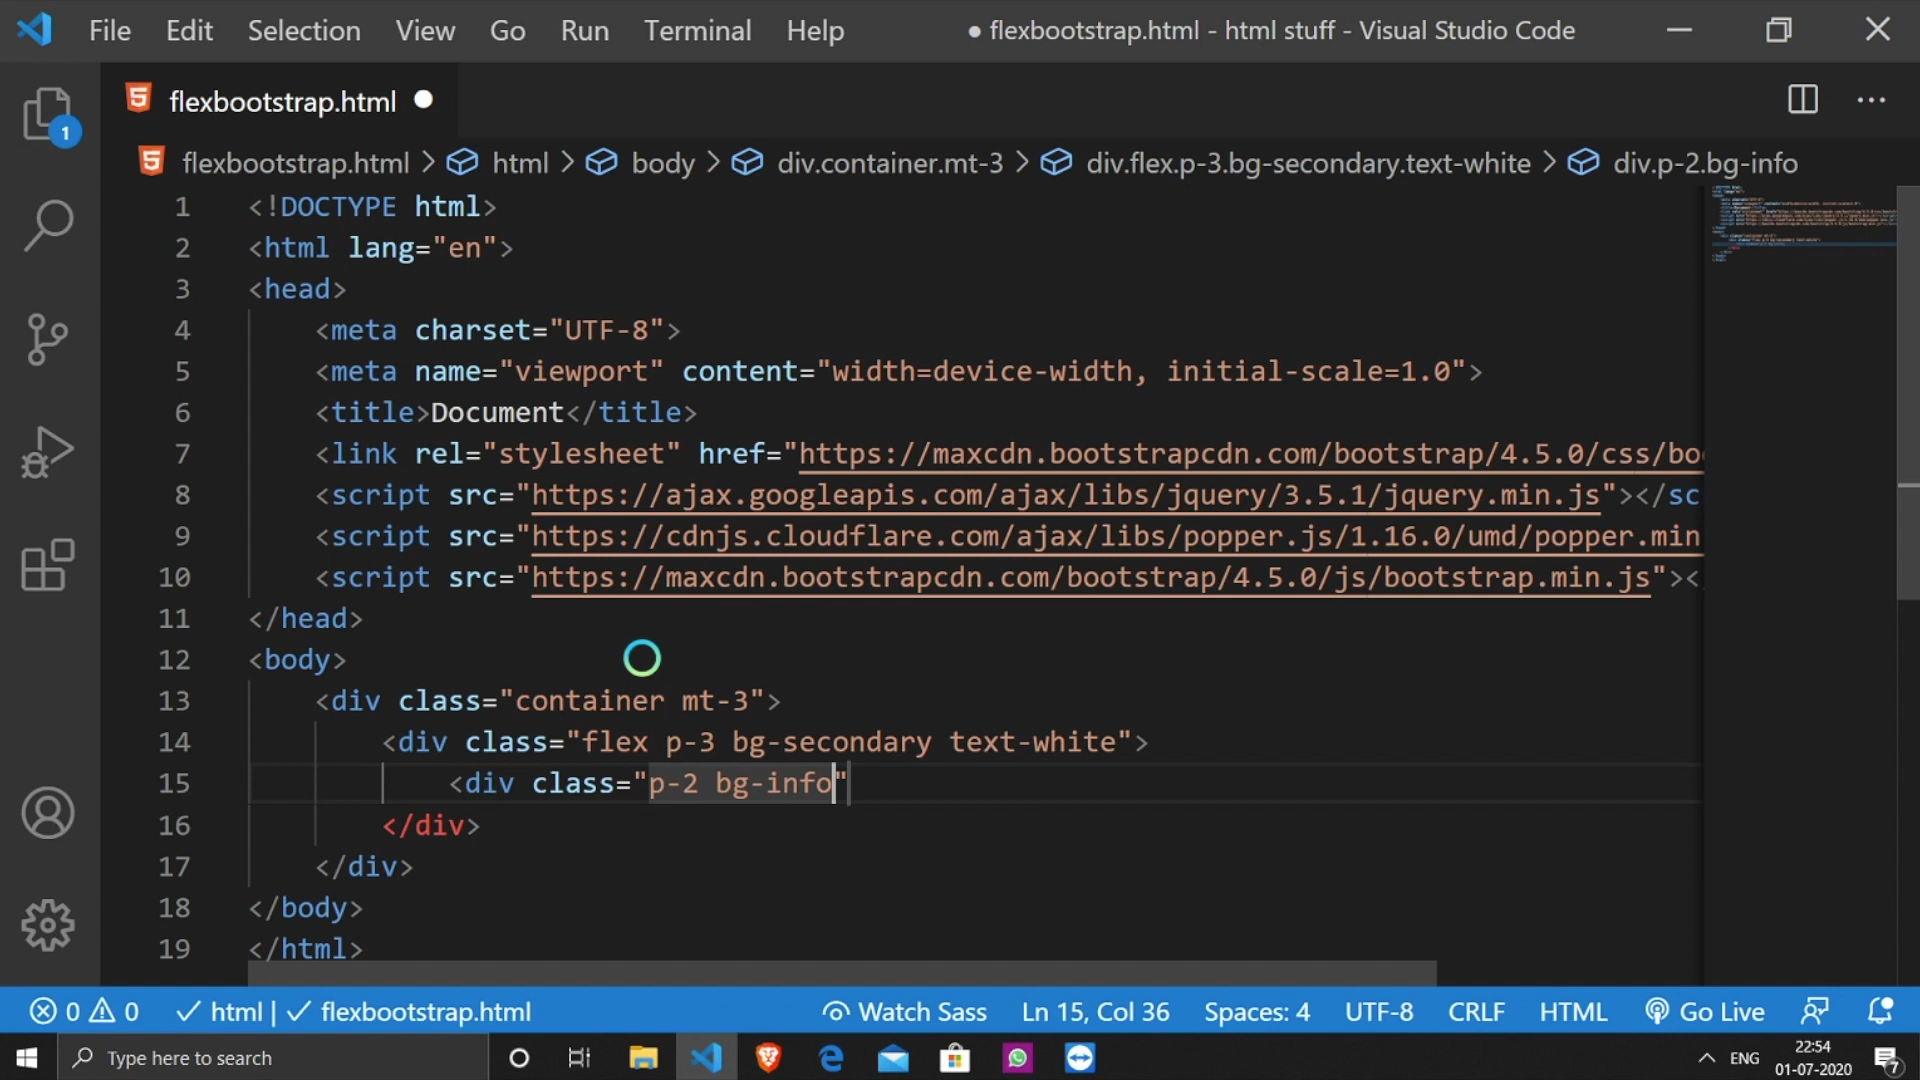 File Edit Selection View Go Run Terminal Help ● flexbootstrap.html - html stuff - Visual Studio Code
flexbootstrap.html ●
1
flexbootstrap.html > html > body > div.container.mt-3 > div.flex.p-3.bg-secondary.text-white > div.p-2.bg-info
1 <!DOCTYPE html>
2 <html lang="en">
3 <head>
4 <meta charset="UTF-8">
5 <meta name="viewport" content="width=device-width, initial-scale=1.0">
6 <title>Document</title>
7 <link rel="stylesheet" href="https://maxcdn.bootstrapcdn.com/bootstrap/4.5.0/css/bo
8 <script src="https://ajax.googleapis.com/ajax/libs/jquery/3.5.1/jquery.min.js"></sc
9 <script src="https://cdnjs.cloudflare.com/ajax/libs/popper.js/1.16.0/umd/popper.min
10 <script src="https://maxcdn.bootstrapcdn.com/bootstrap/4.5.0/js/bootstrap.min.js"><
11 </head>
12 <body>
13 <div class="container mt-3">
14 <div class="flex p-3 bg-secondary text-white">
15 <div class="p-2 bg-info"
16 </div>
17 </div>
18 </body>
19 </html>
0 0 html | flexbootstrap.html Watch Sass Ln 15, Col 36 Spaces: 4 UTF-8 CRLF HTML Go Live
Type here to search ENG 22:54
01-07-2020 7